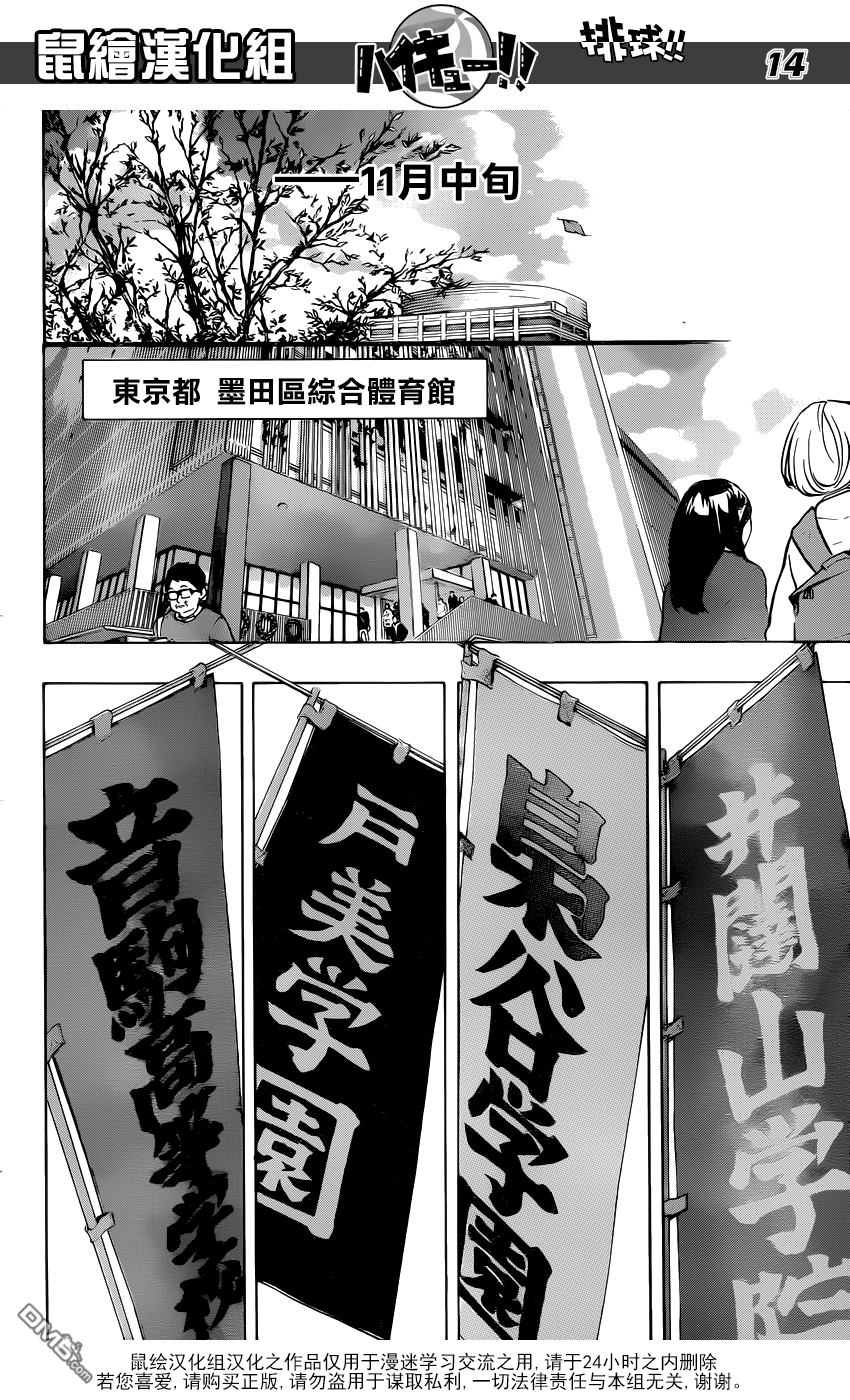 鼠繪漢化組
ハイキュー!!
排球!!
14
——11月中旬
東京都 墨田區綜合體育館
音駒高等学校
戸美学園
梟谷学園
井闥山学院
DM5.com
鼠绘汉化组汉化之作品仅用于漫迷学习交流之用, 请于24小时之内删除
若您喜爱, 请购买正版, 请勿盗用于谋取私利, 一切法律责任与本组无关, 谢谢。